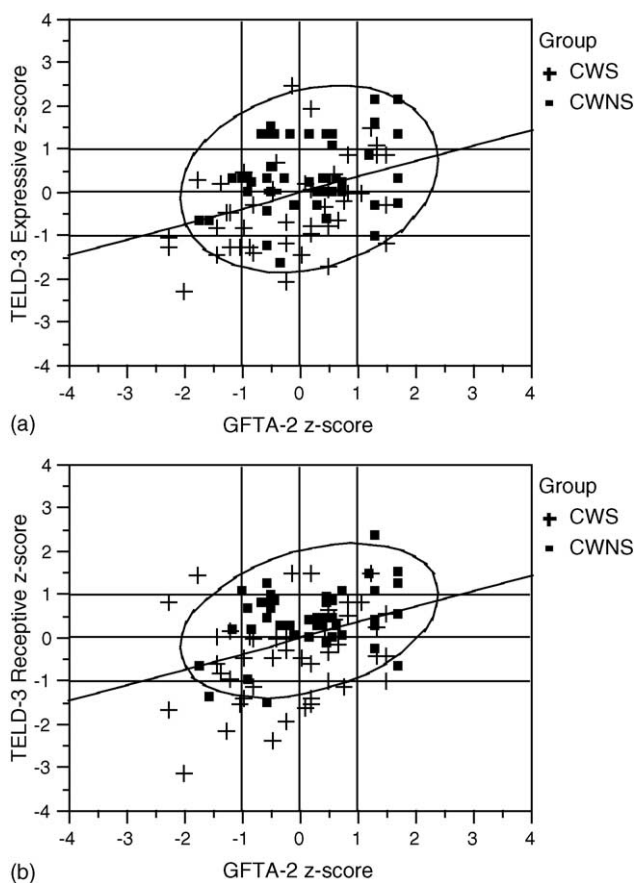 4
3
2
1
0
-1
-2
-3
-4
TELD-3 Expressive z-score
-4 -3 -2 -1 0 1 2 3 4
GFTA-2 z-score
(a)
Group
CWS
CWNS
4
3
2
1
0
-1
-2
-3
-4
TELD-3 Receptive z-score
-4 -3 -2 -1 0 1 2 3 4
GFTA-2 z-score
(b)
Group
CWS
CWNS